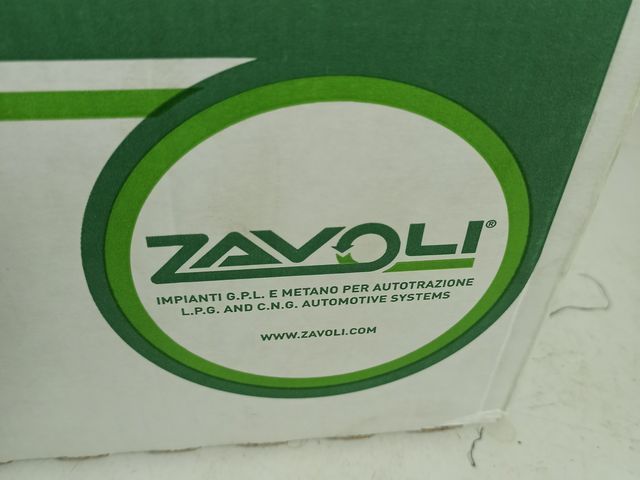 ZAVOLI®
IMPIANTI G.P.L. E METANO PER AUTOTRAZIONE
L.P.G. AND C.N.G. AUTOMOTIVE SYSTEMS
WWW.ZAVOLI.COM